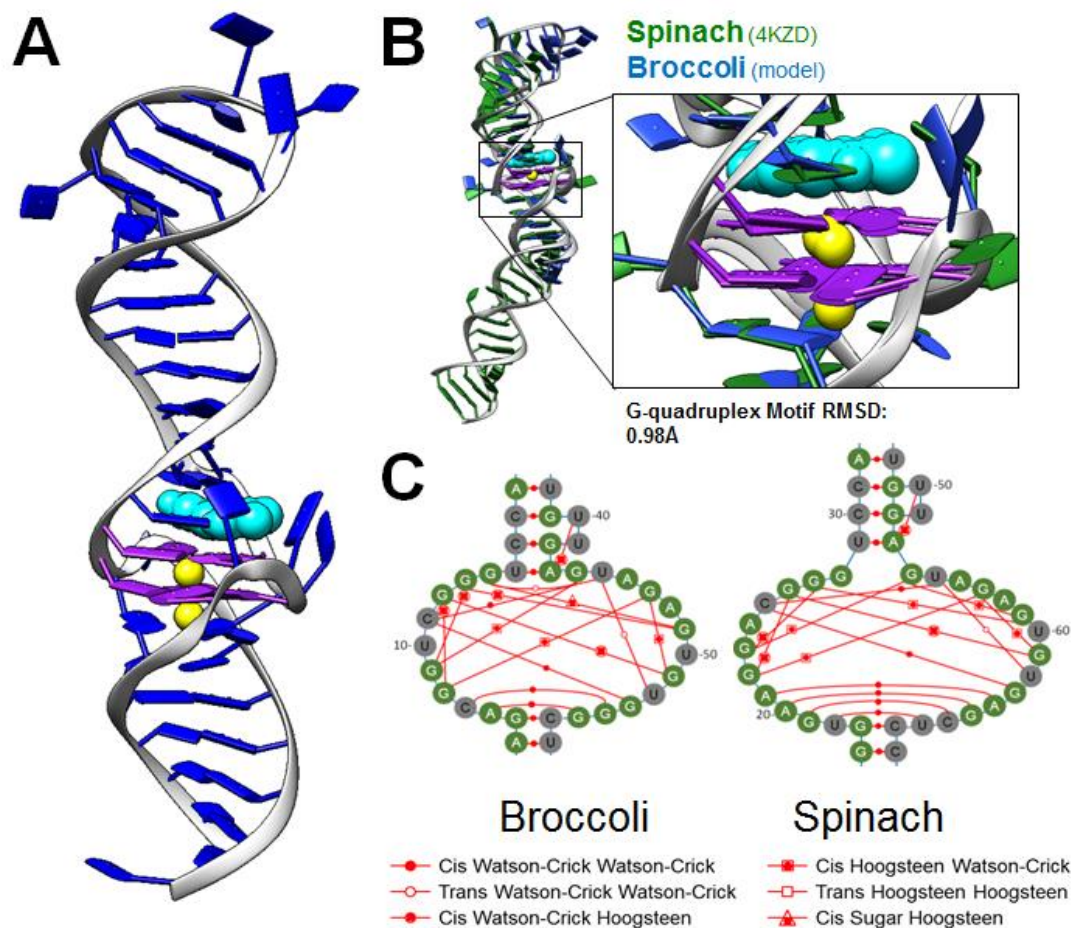 A
B
Spinach (4KZD)
Broccoli (model)
G-quadruplex Motif RMSD:
0.98Å
C
A U
C G U -40
C G U
G G G U A G U A G A
C G
10- U U -50
G G
G U
C A G C G G G
A U
A U
C G U -50
30- C G U
U A
G G G G U A G A G
C U -60
A G
G U
G G
20- A A G U G C U C G A
G C
Broccoli
Spinach
Cis Watson-Crick Watson-Crick
Trans Watson-Crick Watson-Crick
Cis Watson-Crick Hoogsteen
Cis Hoogsteen Watson-Crick
Trans Hoogsteen Hoogsteen
Cis Sugar Hoogsteen